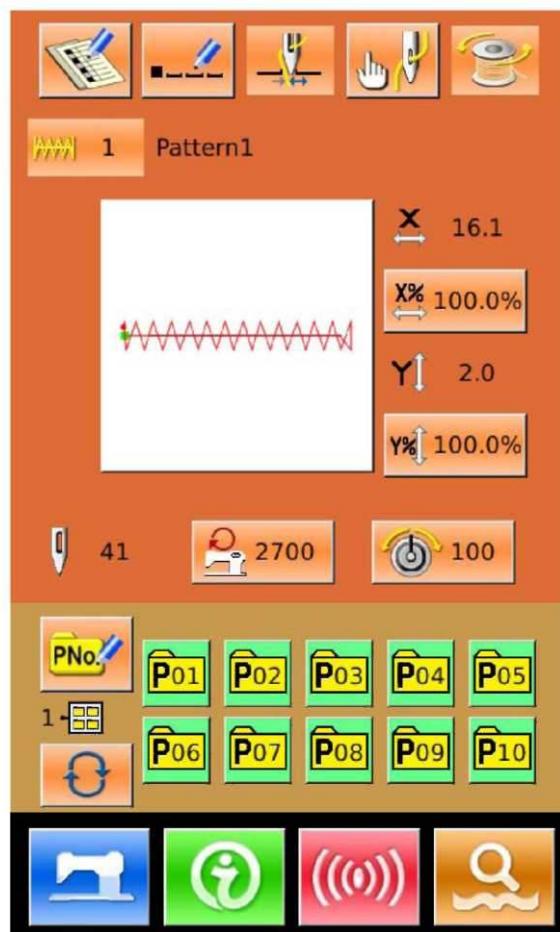 1 Pattern1
X 16.1
X% 100.0%
Y 2.0
Y% 100.0%
41 2700 100
PNo.
P01 P02 P03 P04 P05
1-
P06 P07 P08 P09 P10